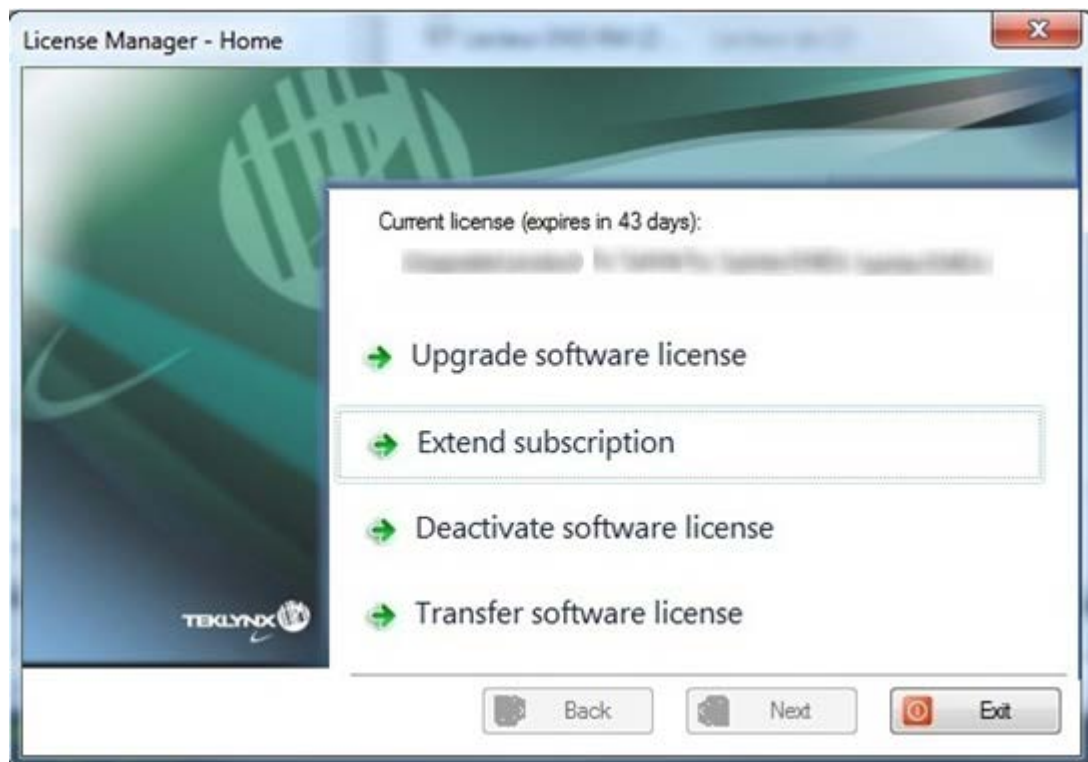 License Manager - Home
Current license (expires in 43 days):
Upgrade software license
Extend subscription
Deactivate software license
Transfer software license
TEKLYNX
Back
Next
Exit